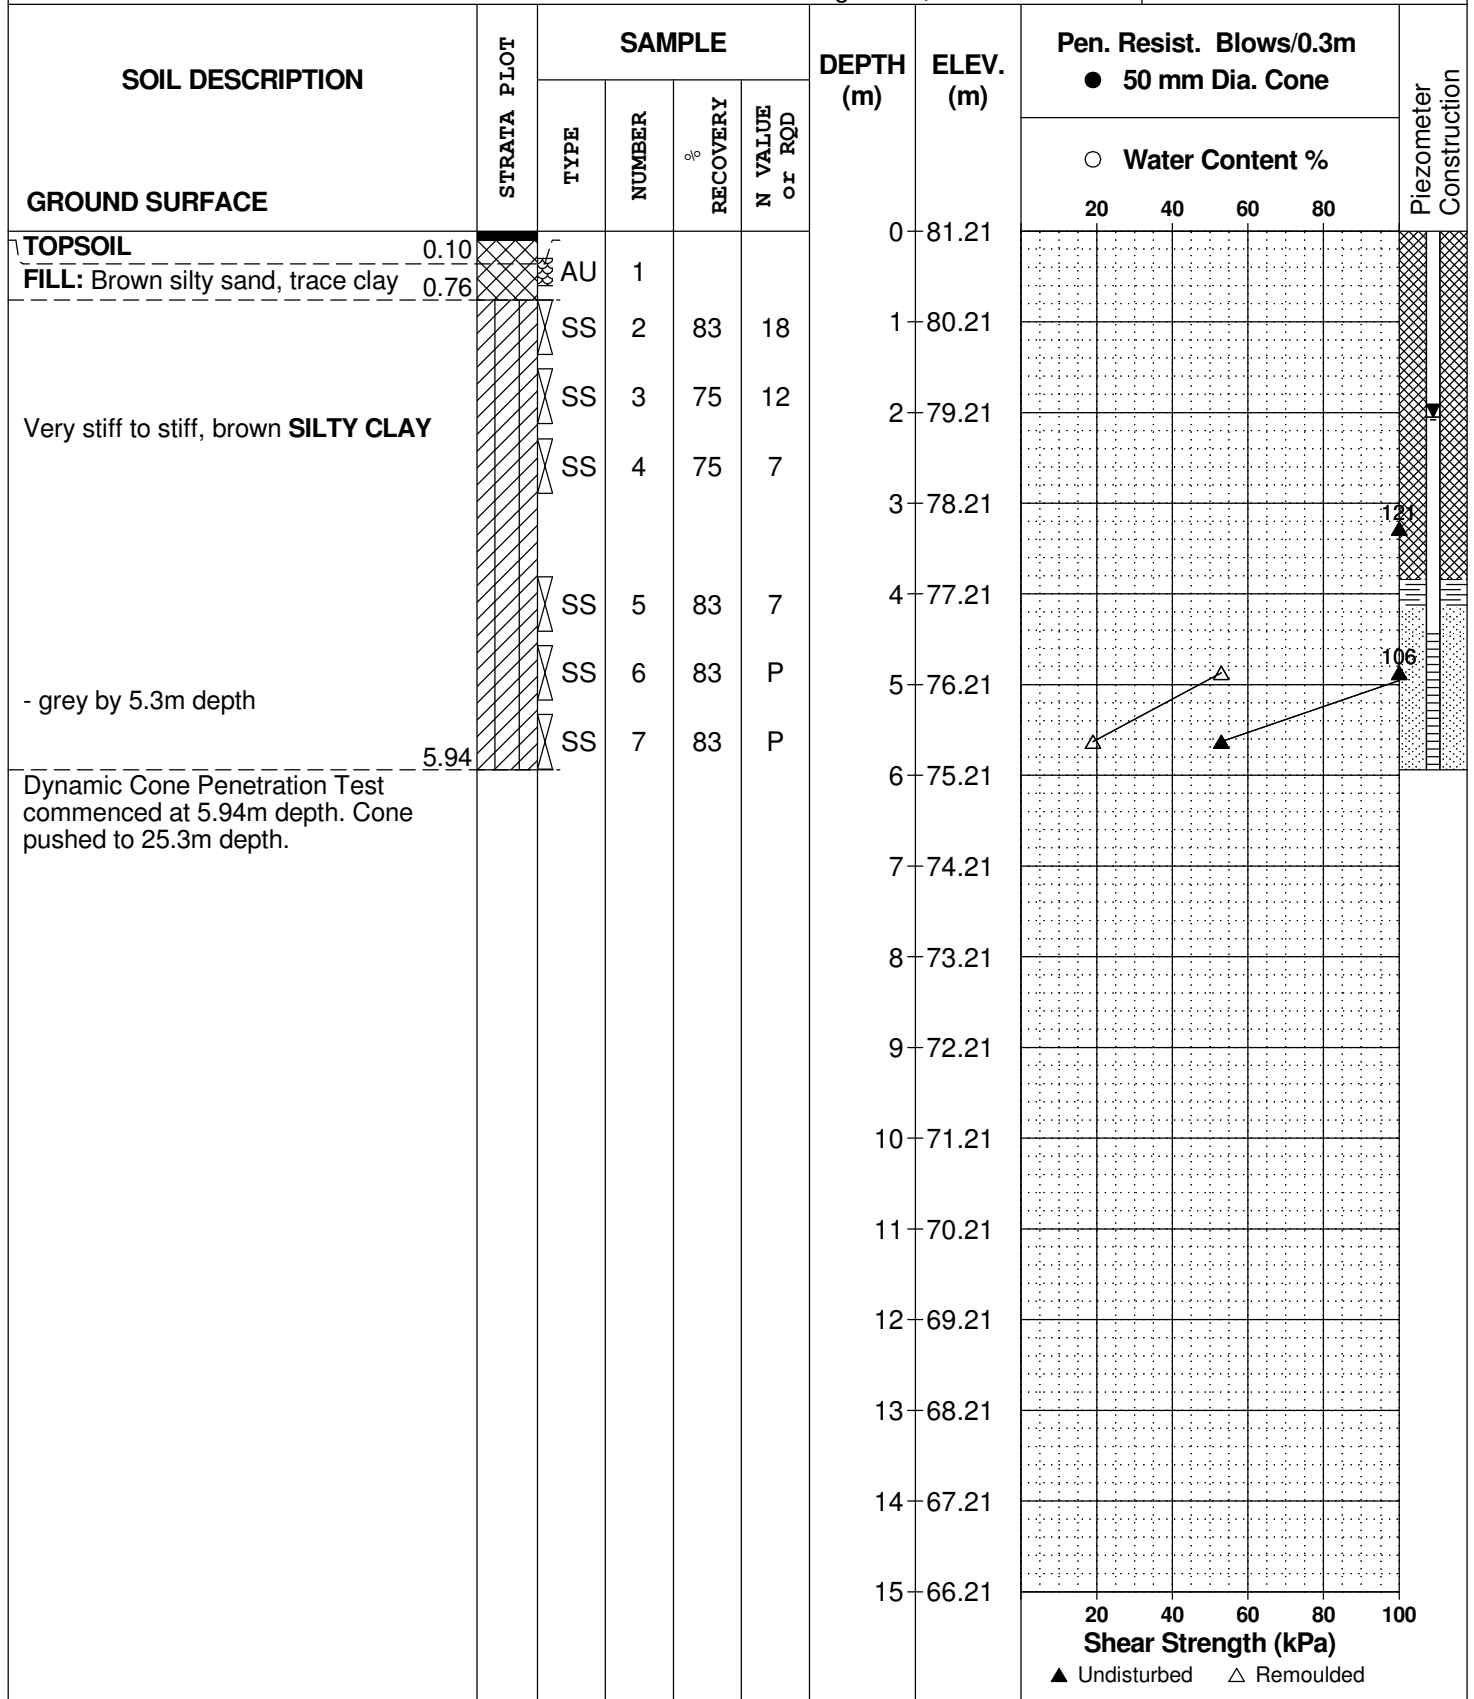 SOIL DESCRIPTION
GROUND SURFACE
STRATA PLOT
SAMPLE
TYPE
NUMBER
% RECOVERY
N VALUE or RQD
DEPTH (m)
ELEV. (m)
Pen. Resist. Blows/0.3m
● 50 mm Dia. Cone
○ Water Content %
20 40 60 80
Piezometer Construction
TOPSOIL 0.10
FILL: Brown silty sand, trace clay 0.76
Very stiff to stiff, brown SILTY CLAY
- grey by 5.3m depth
5.94
Dynamic Cone Penetration Test
commenced at 5.94m depth. Cone
pushed to 25.3m depth.
AU 1
SS 2 83 18
SS 3 75 12
SS 4 75 7
SS 5 83 7
SS 6 83 P
SS 7 83 P
0 81.21
1 80.21
2 79.21
3 78.21
4 77.21
5 76.21
6 75.21
7 74.21
8 73.21
9 72.21
10 71.21
11 70.21
12 69.21
13 68.21
14 67.21
15 66.21
121
106
20 40 60 80 100
Shear Strength (kPa)
▲ Undisturbed △ Remoulded